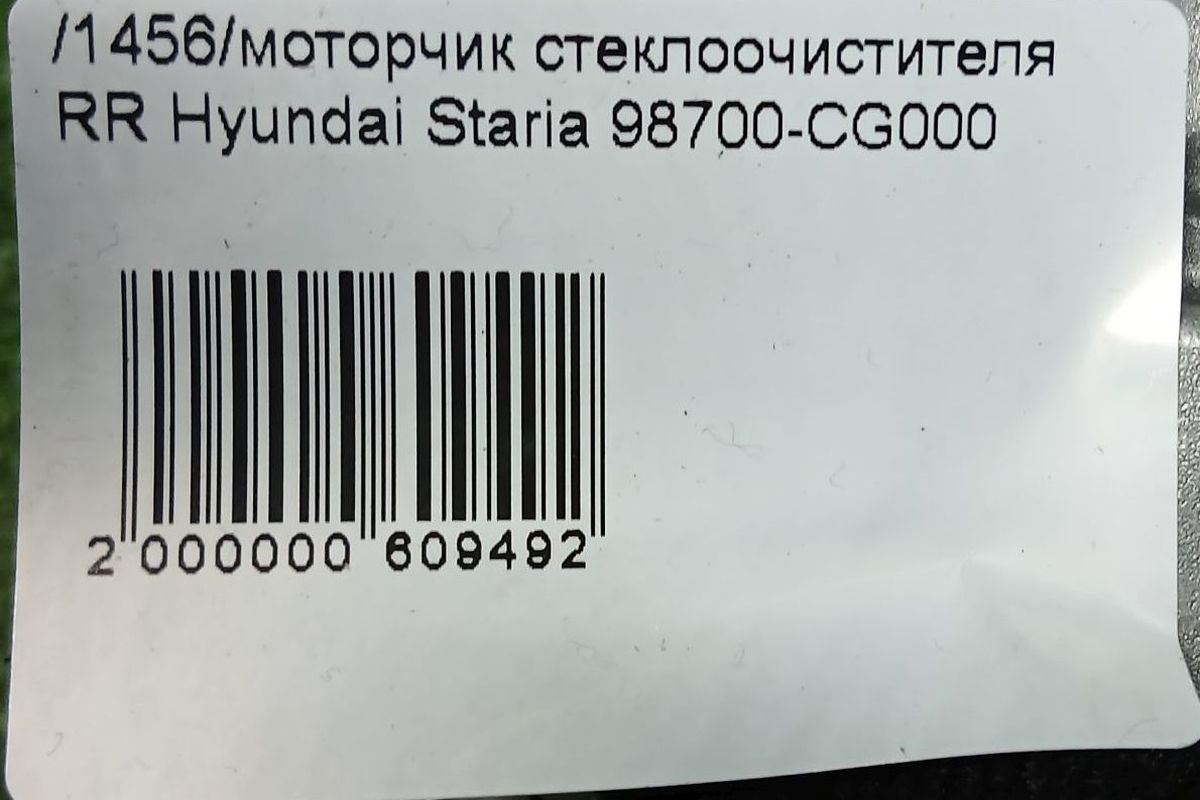 /1456/моторчик стеклоочистителя
RR Hyundai Staria 98700-CG000
2 000000 609492